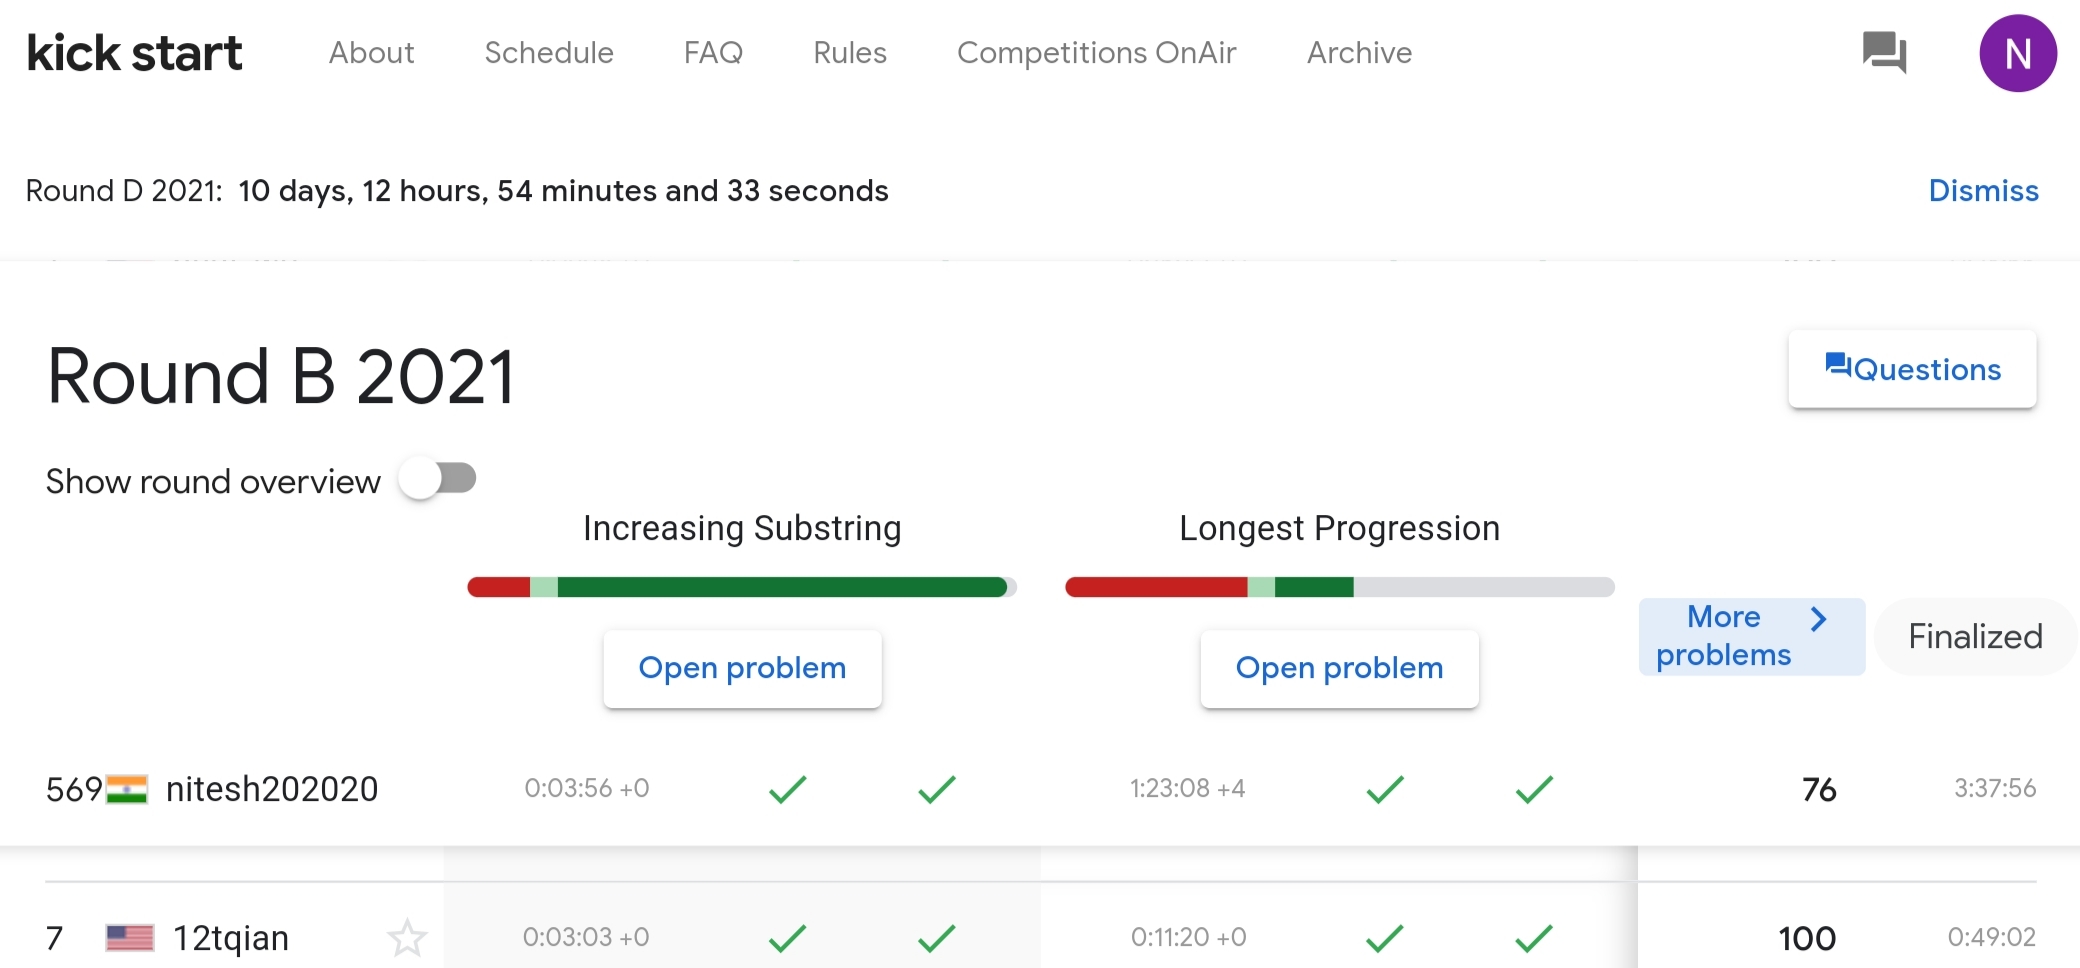 kick start About Schedule FAQ Rules Competitions OnAir Archive N
Round D 2021: 10 days, 12 hours, 54 minutes and 33 seconds Dismiss
Round B 2021 Questions
Show round overview
Increasing Substring Longest Progression
More problems Finalized
Open problem Open problem
569 nitesh202020 0:03:56 +0 1:23:08 +4 76 3:37:56
7 12tqian 0:03:03 +0 0:11:20 +0 100 0:49:02